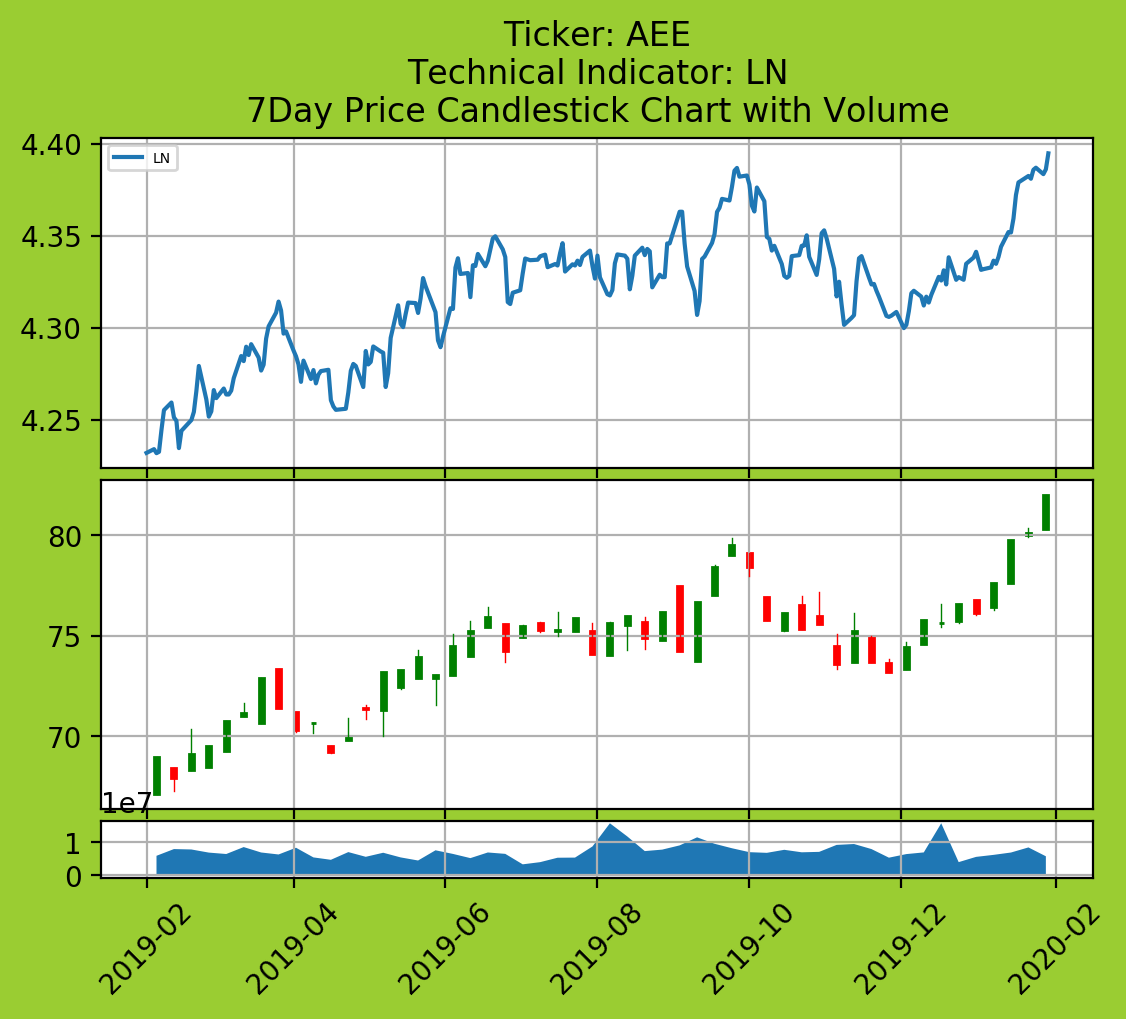 Ticker: AEE
Technical Indicator: LN
7Day Price Candlestick Chart with Volume
4.40
LN
4.35
4.30
4.25
80
75
70
1e7
1
0
2019-02 2019-04 2019-06 2019-08 2019-10 2019-12 2020-02